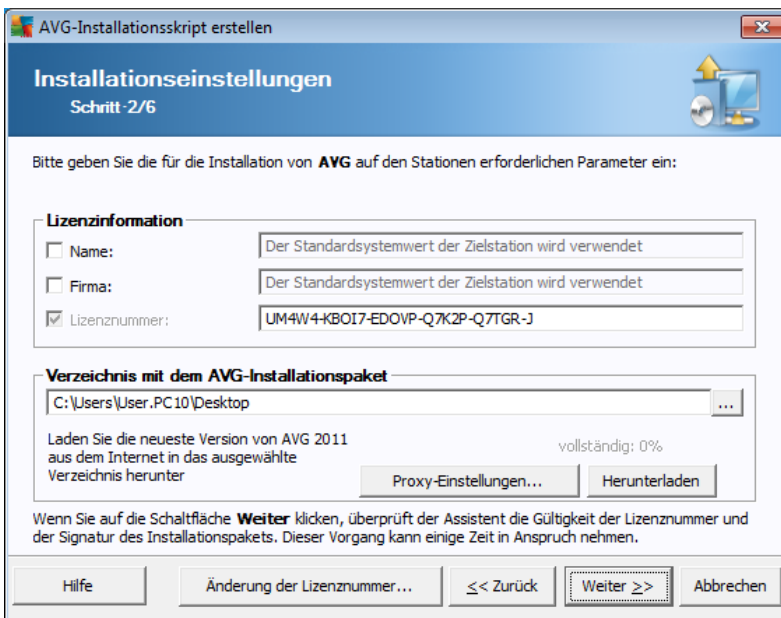 AVG-Installationsskript erstellen
Installationseinstellungen
Schritt-2/6
Bitte geben Sie die für die Installation von AVG auf den Stationen erforderlichen Parameter ein:
Lizenzinformation
Name: Der Standardsystemwert der Zielstation wird verwendet
Firma: Der Standardsystemwert der Zielstation wird verwendet
Lizenznummer: UM4W4-KBOI7-EDOVP-Q7K2P-Q7TGR-J
Verzeichnis mit dem AVG-Installationspaket
C:\Users\User.PC10\Desktop ...
Laden Sie die neueste Version von AVG 2011
aus dem Internet in das ausgewählte
Verzeichnis herunter
vollständig: 0%
Proxy-Einstellungen... Herunterladen
Wenn Sie auf die Schaltfläche Weiter klicken, überprüft der Assistent die Gültigkeit der Lizenznummer und
der Signatur des Installationspakets. Dieser Vorgang kann einige Zeit in Anspruch nehmen.
Hilfe Änderung der Lizenznummer... << Zurück Weiter >> Abbrechen